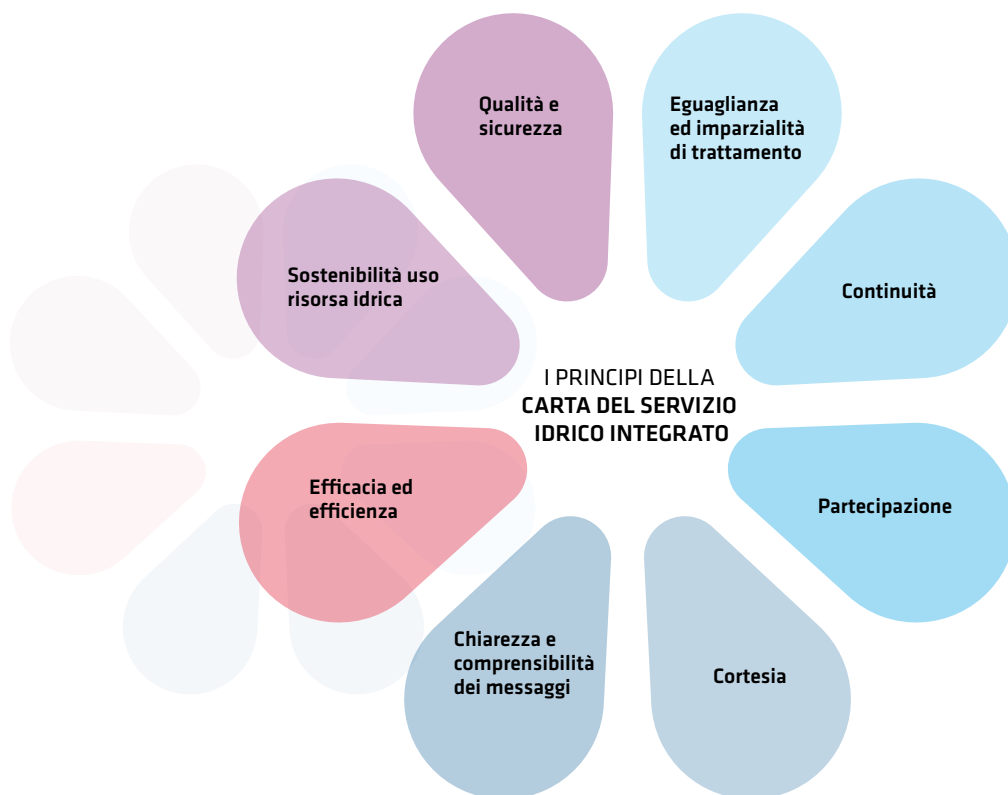 Qualità e
sicurezza
Eguaglianza
ed imparzialità
di trattamento
Sostenibilità uso
risorsa idrica
Continuità
I PRINCIPI DELLA
CARTA DEL SERVIZIO
IDRICO INTEGRATO
Efficacia ed
efficienza
Partecipazione
Chiarezza e
comprensibilità
dei messaggi
Cortesia